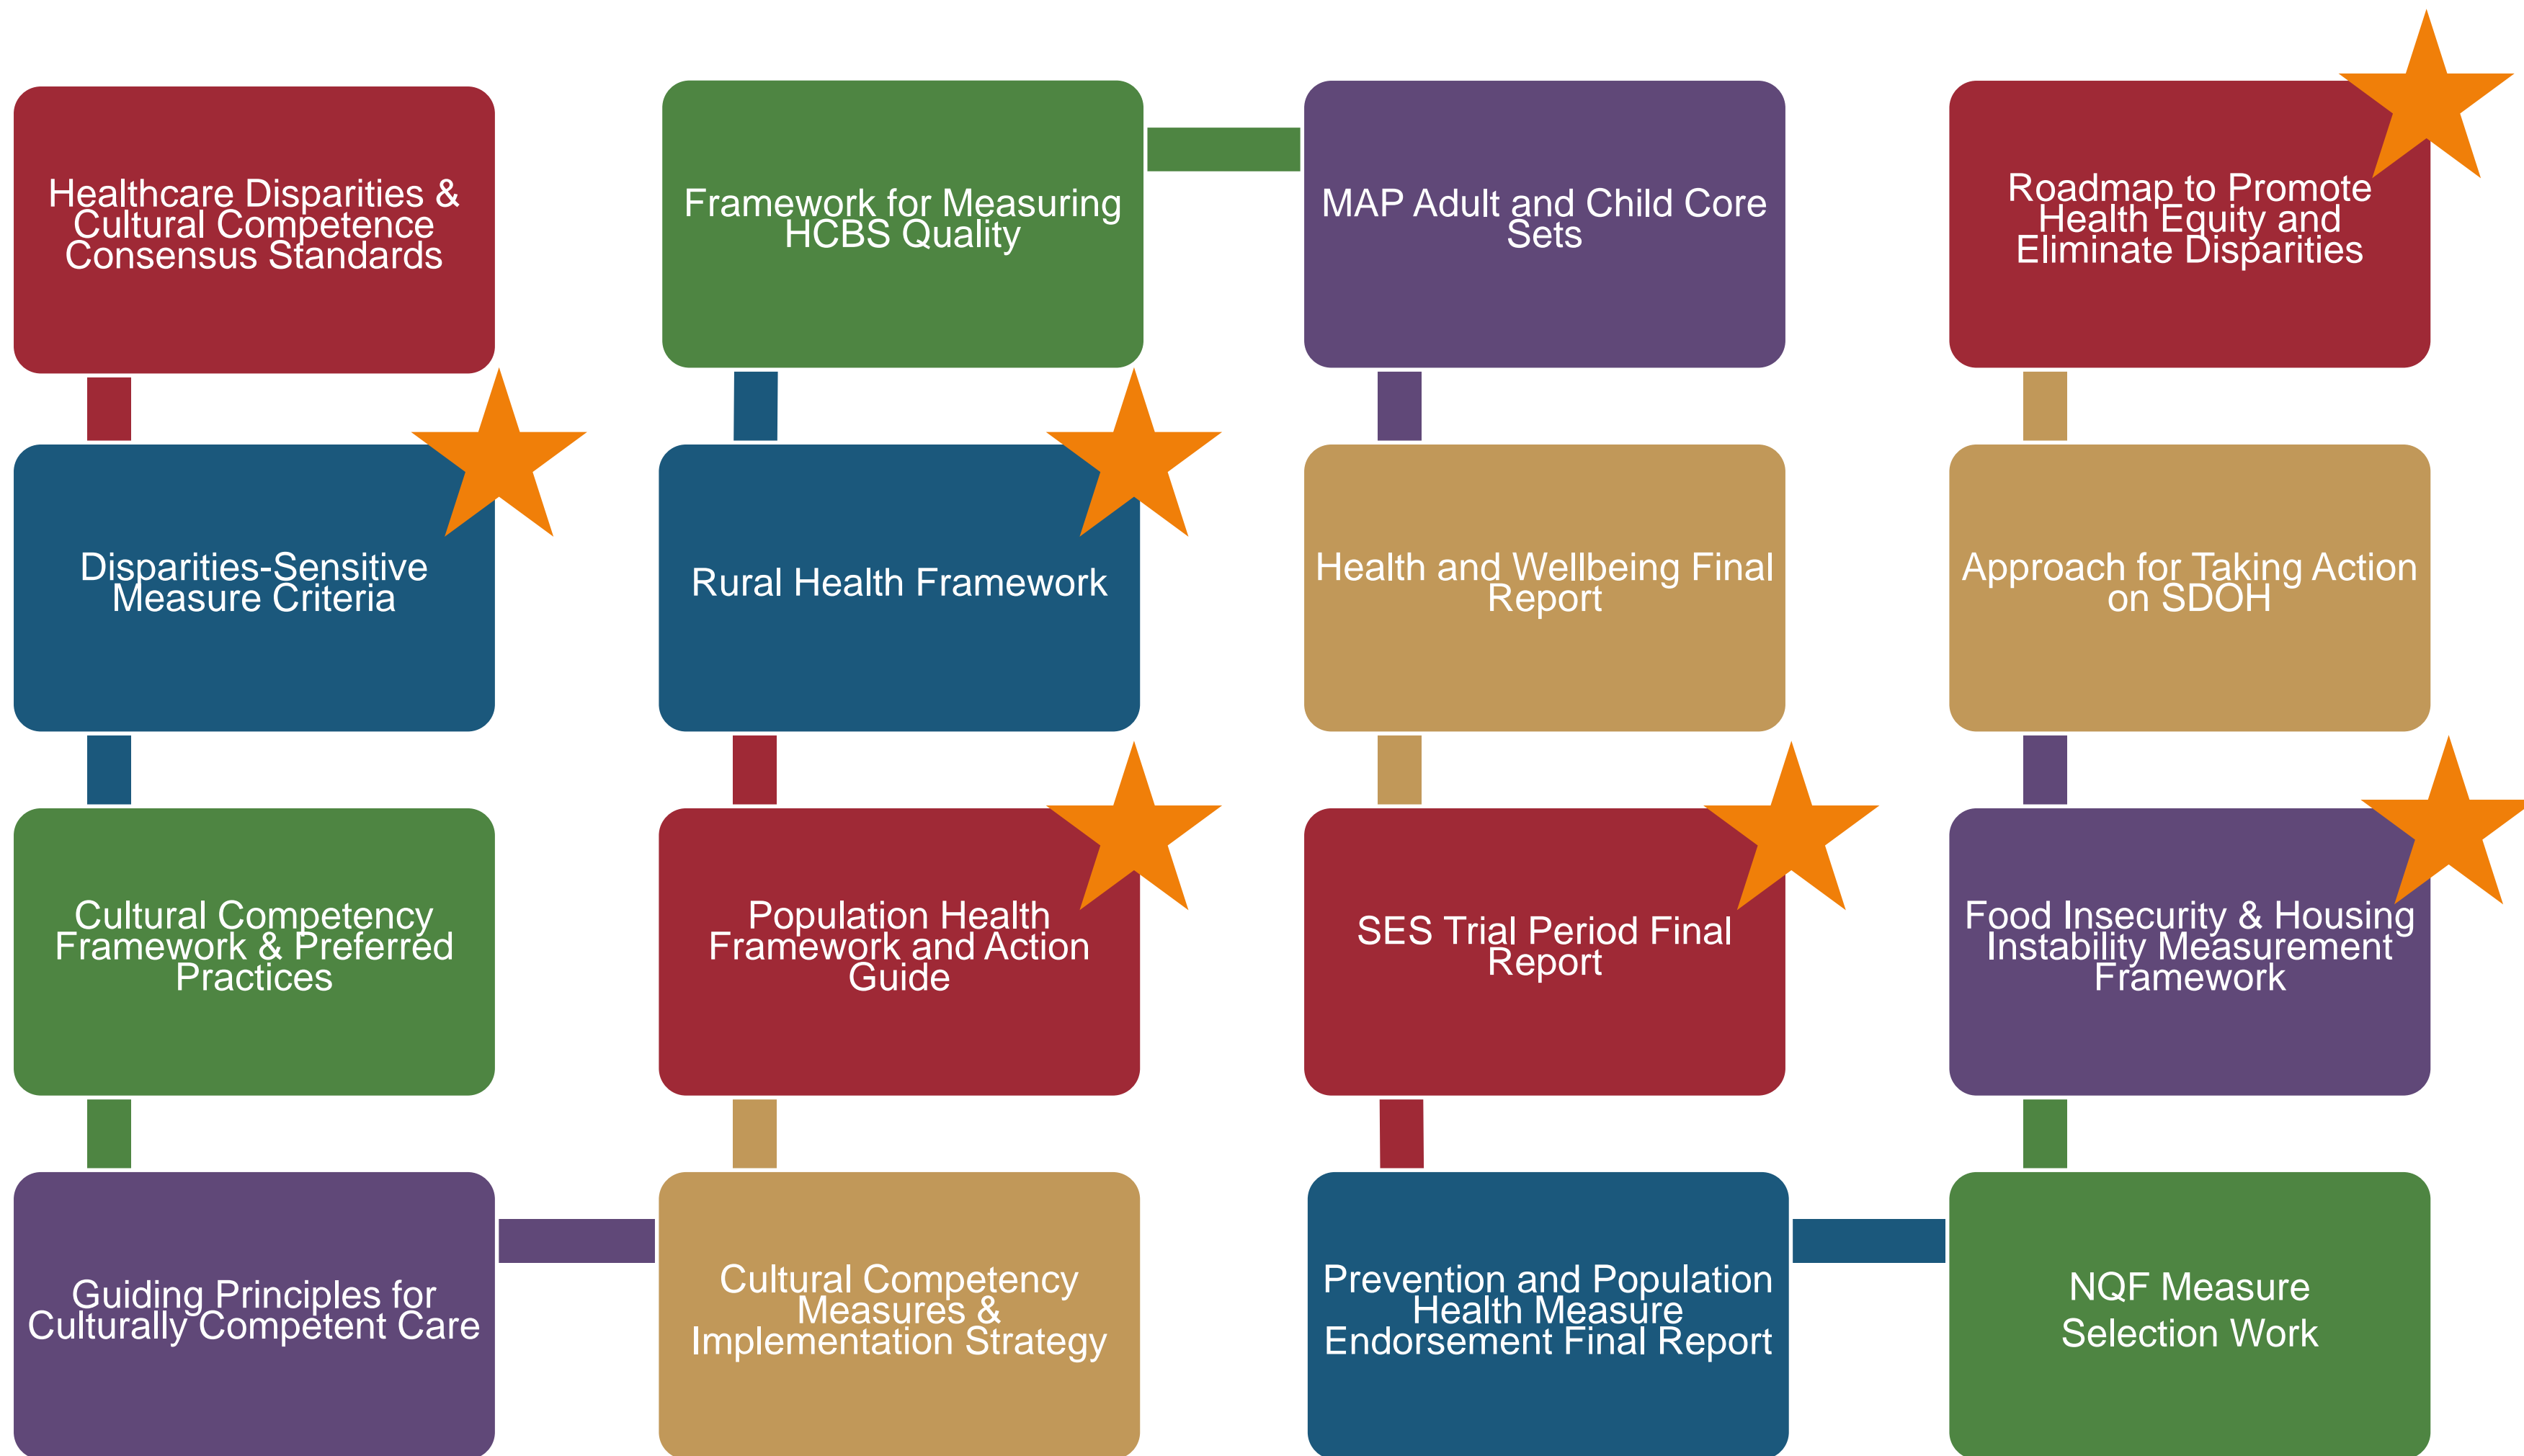 Healthcare Disparities &
Cultural Competence
Consensus Standards
Disparities-Sensitive
Measure Criteria
Cultural Competency
Framework & Preferred
Practices
Guiding Principles for
Culturally Competent Care
Cultural Competency
Measures &
Implementation Strategy
Population Health
Framework and Action
Guide
Rural Health Framework
Framework for Measuring
HCBS Quality
MAP Adult and Child Core
Sets
Health and Wellbeing Final
Report
SES Trial Period Final
Report
Prevention and Population
Health Measure
Endorsement Final Report
NQF Measure
Selection Work
Food Insecurity & Housing
Instability Measurement
Framework
Approach for Taking Action
on SDOH
Roadmap to Promote
Health Equity and
Eliminate Disparities